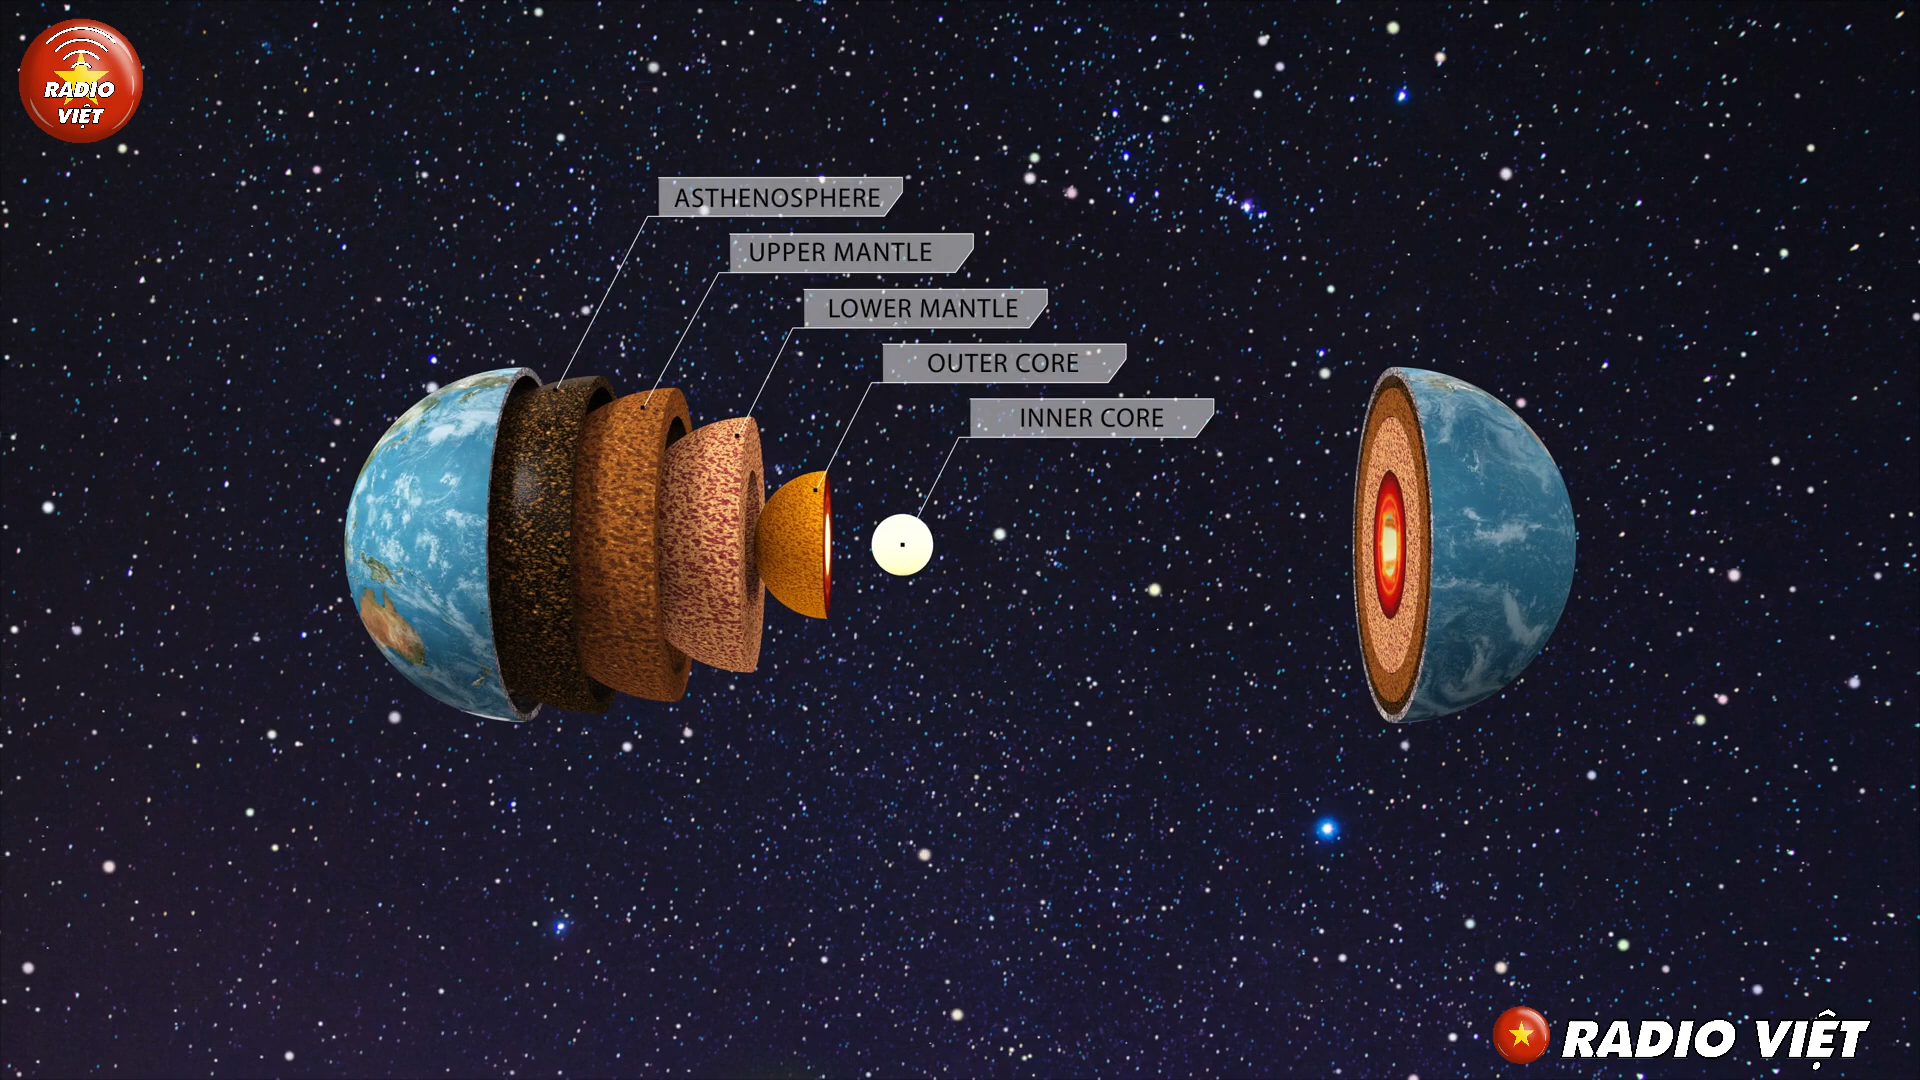 RADIO
VIỆT
ASTHENOSPHERE
UPPER MANTLE
LOWER MANTLE
OUTER CORE
INNER CORE
RADIO VIỆT